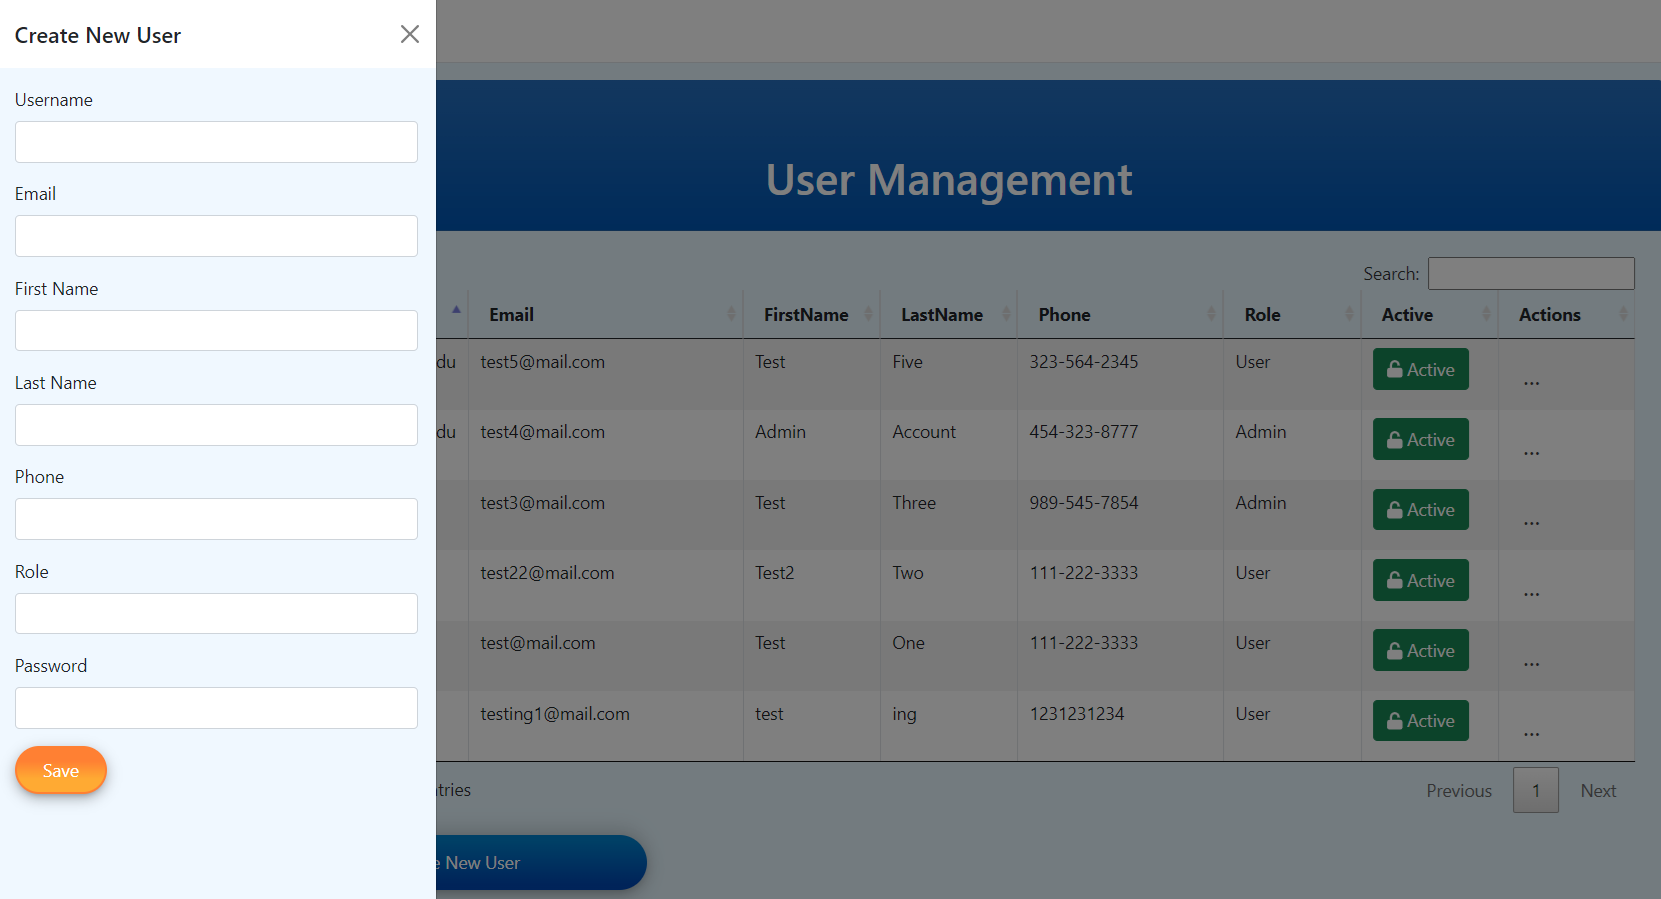 Create New User
Username
Email
First Name
Last Name
Phone
Role
Password
Save
User Management
Search:
Email FirstName LastName Phone Role Active Actions
du test5@mail.com Test Five 323-564-2345 User Active ...
du test4@mail.com Admin Account 454-323-8777 Admin Active ...
test3@mail.com Test Three 989-545-7854 Admin Active ...
test22@mail.com Test2 Two 111-222-3333 User Active ...
test@mail.com Test One 111-222-3333 User Active ...
testing1@mail.com test ing 1231231234 User Active ...
tries Previous 1 Next
e New User